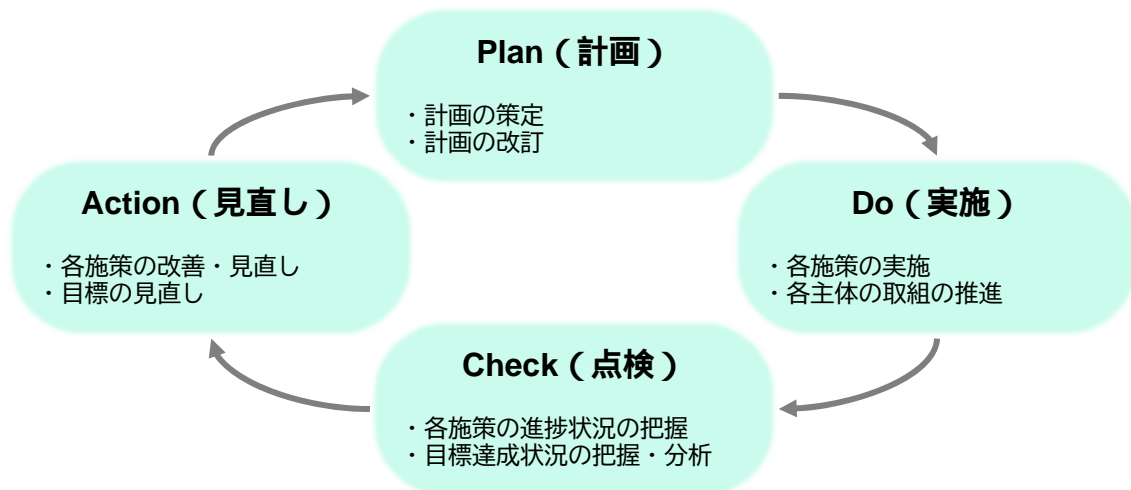 Plan（計画）
・計画の策定
・計画の改訂
Action（見直し）
・各施策の改善・見直し
・目標の見直し
Do（実施）
・各施策の実施
・各主体の取組の推進
Check（点検）
・各施策の進捗状況の把握
・目標達成状況の把握・分析